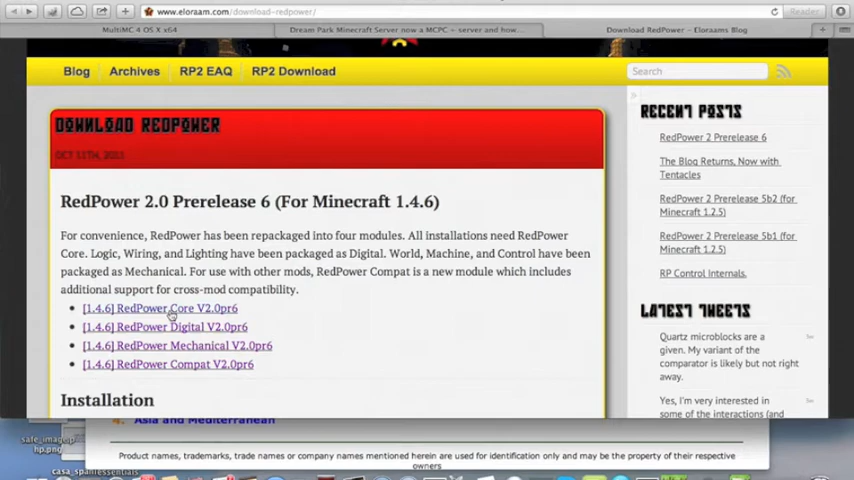 www.eloraam.com/download-redpower/
Reader
MultiMC 4 OS X x64
Dream Park Minecraft Server now a MCPC – server and how...
Download RedPower – Eloraams Blog
Blog
Archives
RP2 EAQ
RP2 Download
Search
DOWNLOAD REDPOWER
OCT 11TH, 2011
RedPower 2.0 Prerelease 6 (For Minecraft 1.4.6)
For convenience, RedPower has been repackaged into four modules. All installations need RedPower
Core. Logic, Wiring, and Lighting have been packaged as Digital. World, Machine, and Control have been
packaged as Mechanical. For use with other mods, RedPower Compat is a new module which includes
additional support for cross-mod compatibility.
[1.4.6] RedPower Core V2.0pr6
[1.4.6] RedPower Digital V2.0pr6
[1.4.6] RedPower Mechanical V2.0pr6
[1.4.6] RedPower Compat V2.0pr6
Installation
RECENT POSTS
RedPower 2 Prerelease 6
The Blog Returns, Now with
Tentacles
RedPower 2 Prerelease 5b2 (for
Minecraft 1.2.5)
RedPower 2 Prerelease 5b1 (for
Minecraft 1.2.5)
RP Control Internals.
LATEST TWEETS
Quartz microblocks are a
given. My variant of the
comparator is likely but not right
away.
Yes, I'm very interested in
some of the interactions (and
4. Asia and Mediterranean
Product names, trademarks, trade names or company names mentioned herein are used for identification only and may be the property of their respective
owners
safe_image.p
hp.png
casa_spanishessentials